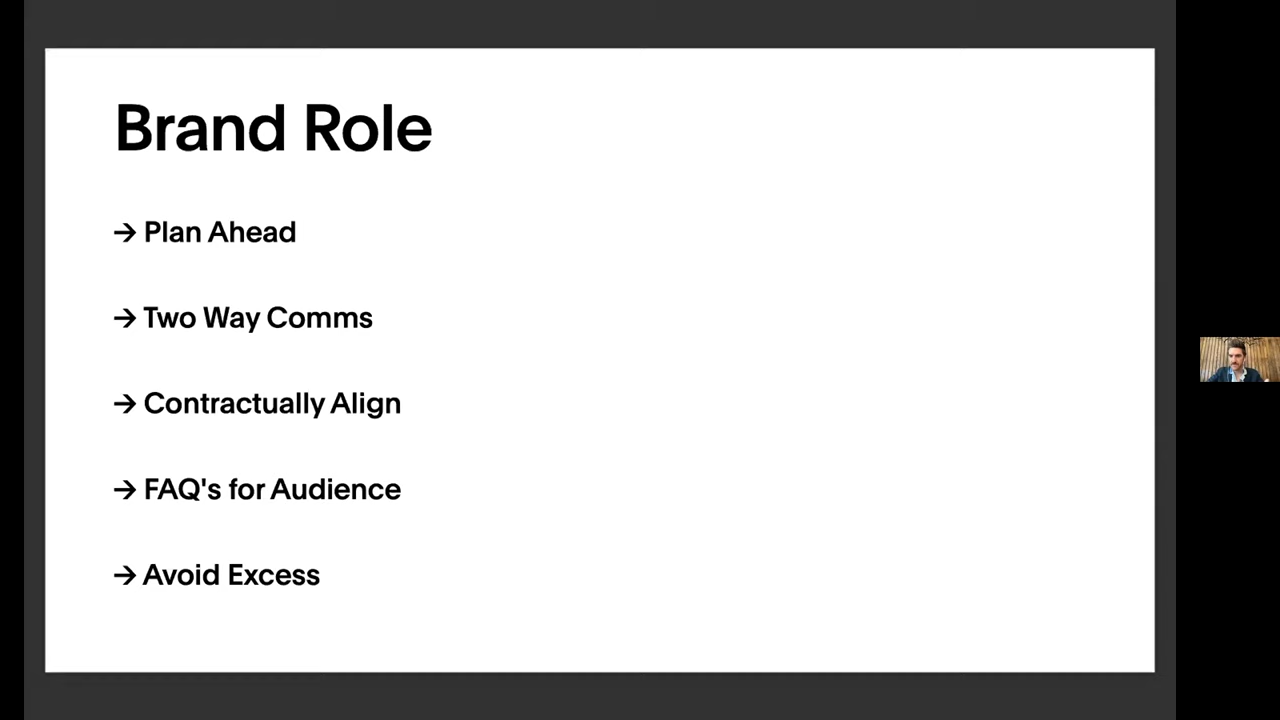 Brand Role
→ Plan Ahead
→ Two Way Comms
→ Contractually Align
→ FAQ's for Audience
→ Avoid Excess